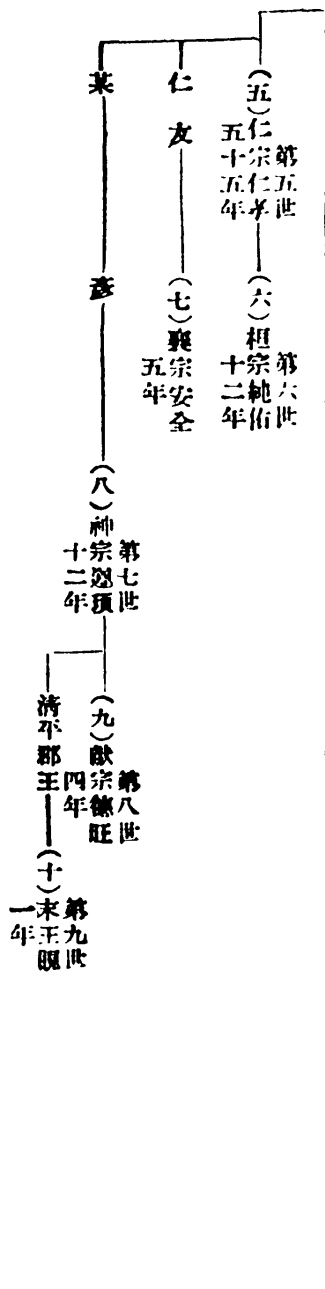 第五世
(五)仁宗仁孝
五十五年
第六世
(六)桓宗純佑
十二年
仁友
(七)襄宗安全
五年
某
彥
第七世
(八)神宗遵頊
十二年
第八世
(九)獻宗德旺
四年
清平郡王
第九世
(十)末王睍
一年